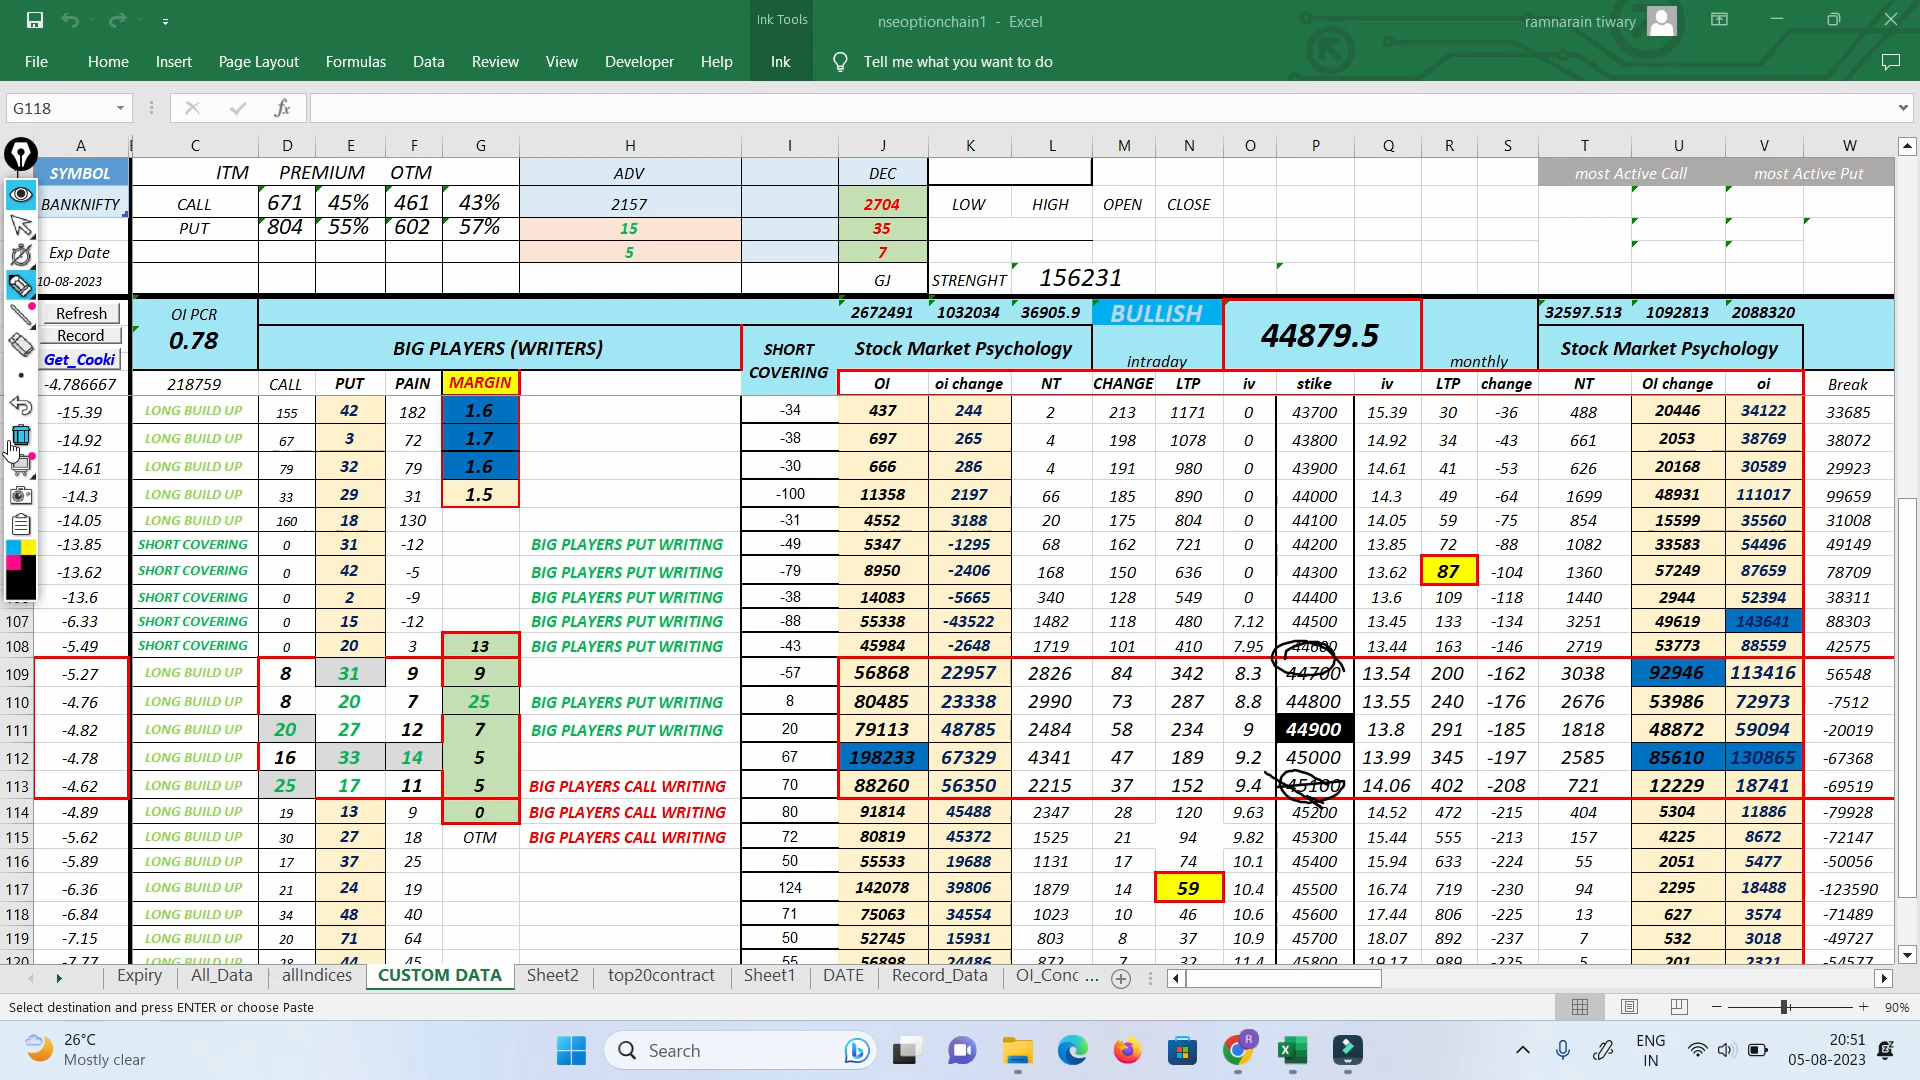 Ink Tools nseoptionchain1 - Excel ramnarain tiwary
File Home Insert Page Layout Formulas Data Review View Developer Help Ink Tell me what you want to do
G118 fx
A C D E F G H I J K L M N O P Q R S T U V W
SYMBOL ITM PREMIUM OTM ADV DEC most Active Call most Active Put
BANKNIFTY CALL 671 45% 461 43% 2157 2704 LOW HIGH OPEN CLOSE
PUT 804 55% 602 57% 15 35
Exp Date 5 7
10-08-2023 GJ STRENGHT 156231
Refresh OI PCR 2672491 1032034 36905.9 BULLISH 44879.5 32597.513 1092813 2088320
Record 0.78 BIG PLAYERS (WRITERS) SHORT COVERING Stock Market Psychology Stock Market Psychology
Get_Cooki intraday monthly
-4.786667 218759 CALL PUT PAIN MARGIN OI oi change NT CHANGE LTP iv stike iv LTP change NT OI change oi Break
-15.39 LONG BUILD UP 155 42 182 1.6 -34 437 244 2 213 1171 0 43700 15.39 30 -36 488 20446 34122 33685
-14.92 LONG BUILD UP 67 3 72 1.7 -38 697 265 4 198 1078 0 43800 14.92 34 -43 661 2053 38769 38072
-14.61 LONG BUILD UP 79 32 79 1.6 -30 666 286 4 191 980 0 43900 14.61 41 -53 626 20168 30589 29923
-14.3 LONG BUILD UP 33 29 31 1.5 -100 11358 2197 66 185 890 0 44000 14.3 49 -64 1699 48931 111017 99659
-14.05 LONG BUILD UP 160 18 130 -31 4552 3188 20 175 804 0 44100 14.05 59 -75 854 15599 35560 31008
-13.85 SHORT COVERING 0 31 -12 BIG PLAYERS PUT WRITING -49 5347 -1295 68 162 721 0 44200 13.85 72 -88 1082 33583 54496 49149
-13.62 SHORT COVERING 0 42 -5 BIG PLAYERS PUT WRITING -79 8950 -2406 168 150 636 0 44300 13.62 87 -104 1360 57249 87659 78709
-13.6 SHORT COVERING 0 2 -9 BIG PLAYERS PUT WRITING -38 14083 -5665 340 128 549 0 44400 13.6 109 -118 1440 2944 52394 38311
107 -6.33 SHORT COVERING 0 15 -12 BIG PLAYERS PUT WRITING -88 55338 -43522 1482 118 480 7.12 44500 13.45 133 -134 3251 49619 143641 88303
108 -5.49 SHORT COVERING 0 20 3 13 BIG PLAYERS PUT WRITING -43 45984 -2648 1719 101 410 7.95 44600 13.44 163 -146 2719 53773 88559 42575
109 -5.27 LONG BUILD UP 8 31 9 9 -57 56868 22957 2826 84 342 8.3 44700 13.54 200 -162 3038 92946 113416 56548
110 -4.76 LONG BUILD UP 8 20 7 25 BIG PLAYERS PUT WRITING 8 80485 23338 2990 73 287 8.8 44800 13.55 240 -176 2676 53986 72973 -7512
111 -4.82 LONG BUILD UP 20 27 12 7 BIG PLAYERS PUT WRITING 20 79113 48785 2484 58 234 9 44900 13.8 291 -185 1818 48872 59094 -20019
112 -4.78 LONG BUILD UP 16 33 14 5 67 198233 67329 4341 47 189 9.2 45000 13.99 345 -197 2585 85610 130865 -67368
113 -4.62 LONG BUILD UP 25 17 11 5 BIG PLAYERS CALL WRITING 70 88260 56350 2215 37 152 9.4 45100 14.06 402 -208 721 12229 18741 -69519
114 -4.89 LONG BUILD UP 19 13 9 0 BIG PLAYERS CALL WRITING 80 91814 45488 2347 28 120 9.63 45200 14.52 472 -215 404 5304 11886 -79928
115 -5.62 LONG BUILD UP 30 27 18 OTM BIG PLAYERS CALL WRITING 72 80819 45372 1525 21 94 9.82 45300 15.44 555 -213 157 4225 8672 -72147
116 -5.89 LONG BUILD UP 17 37 25 50 55533 19688 1131 17 74 10.1 45400 15.94 633 -224 55 2051 5477 -50056
117 -6.36 LONG BUILD UP 21 24 19 124 142078 39806 1879 14 59 10.4 45500 16.74 719 -230 94 2295 18488 -123590
118 -6.84 LONG BUILD UP 34 48 40 71 75063 34554 1023 10 46 10.6 45600 17.44 806 -225 13 627 3574 -71489
119 -7.15 LONG BUILD UP 20 71 64 50 52745 15931 803 8 37 10.9 45700 18.07 892 -237 7 532 3018 -49727
120 -7.77 LONG BUILD UP 28 44 45 55 56898 24486 872 7 32 11.4 45800 19.17 989 -225 5 201 2321 -54577
Expiry All_Data allIndices CUSTOM DATA Sheet2 top20contract Sheet1 DATE Record_Data OI_Conc ...
Select destination and press ENTER or choose Paste 90%
26°C
Mostly clear
Search
ENG
IN
20:51
05-08-2023